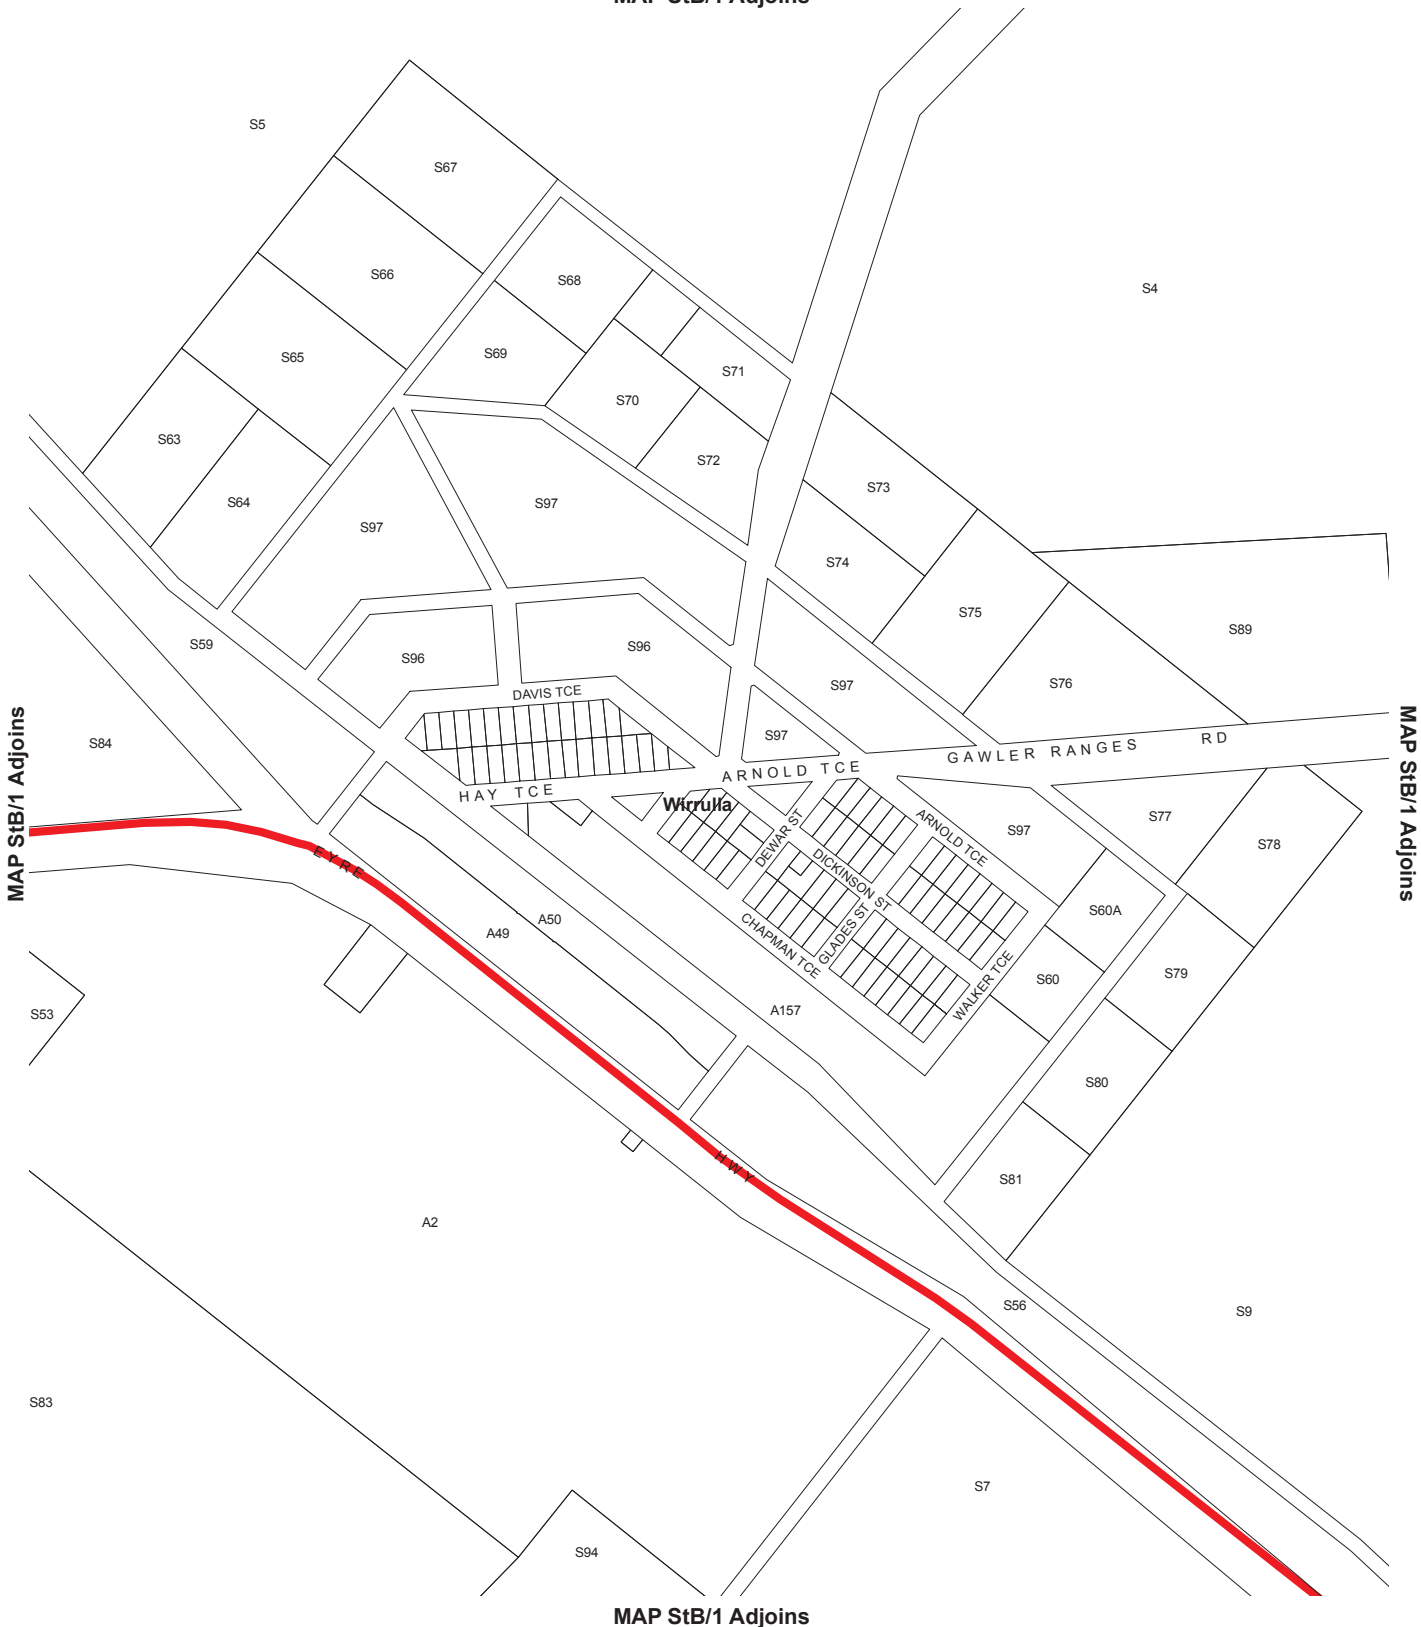 MAP StB/1 Adjoins
S5
S67
S66
S68
S4
S65
S69
S71
S70
S63
S72
S64
S73
S97
S97
S74
S75
S89
S59
S96
S96
S97
S76
DAVIS TCE
S97
GAWLER RANGES RD
S84
MAP StB/1 Adjoins
MAP StB/1 Adjoins
ARNOLD TCE
HAY TCE
Wirrulla
S77
S97
ARNOLD TCE
DEWAR ST
S78
EYRE
DICKINSON ST
S60A
A50
A49
GLADES ST
CHAPMAN TCE
S79
S60
WALKER TCE
A157
S53
S80
HWY
S81
A2
S56
S9
S83
S7
S94
MAP StB/1 Adjoins